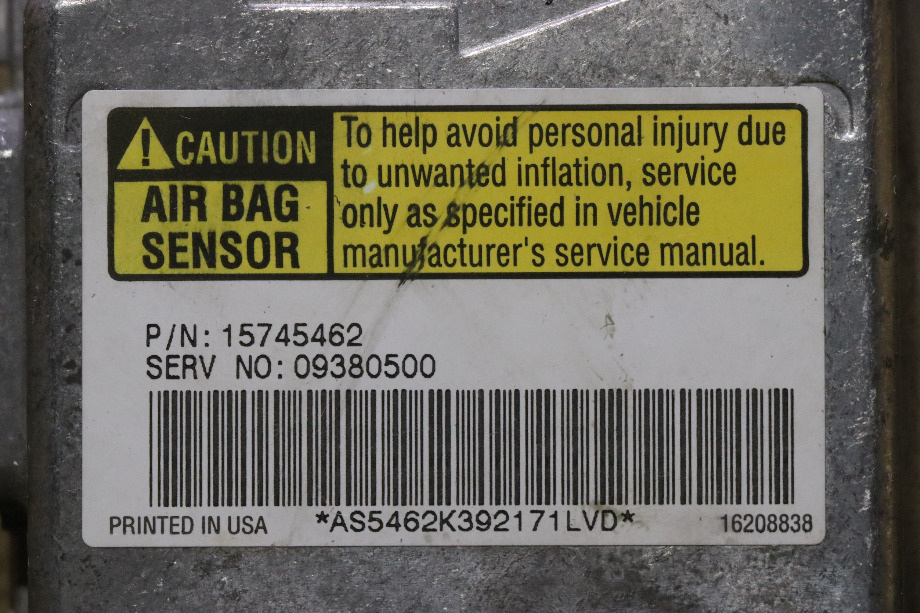 CAUTION
AIR BAG
SENSOR
To help avoid personal injury due
to unwanted inflation, service
only as specified in vehicle
manufacturer's service manual.
P/N: 15745462
SERV NO: 09380500
PRINTED IN USA
*AS5462K392171LVD*
16208838